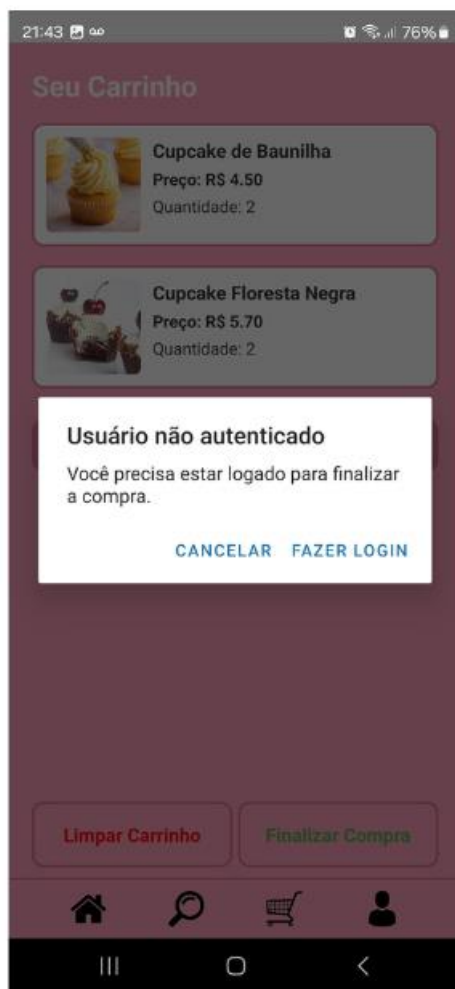 21:43 76%
Seu Carrinho
Cupcake de Baunilha
Preço: R$ 4.50
Quantidade: 2
Cupcake Floresta Negra
Preço: R$ 5.70
Quantidade: 2
Usuário não autenticado
Você precisa estar logado para finalizar
a compra.
CANCELAR FAZER LOGIN
Limpar Carrinho Finalizar Compra